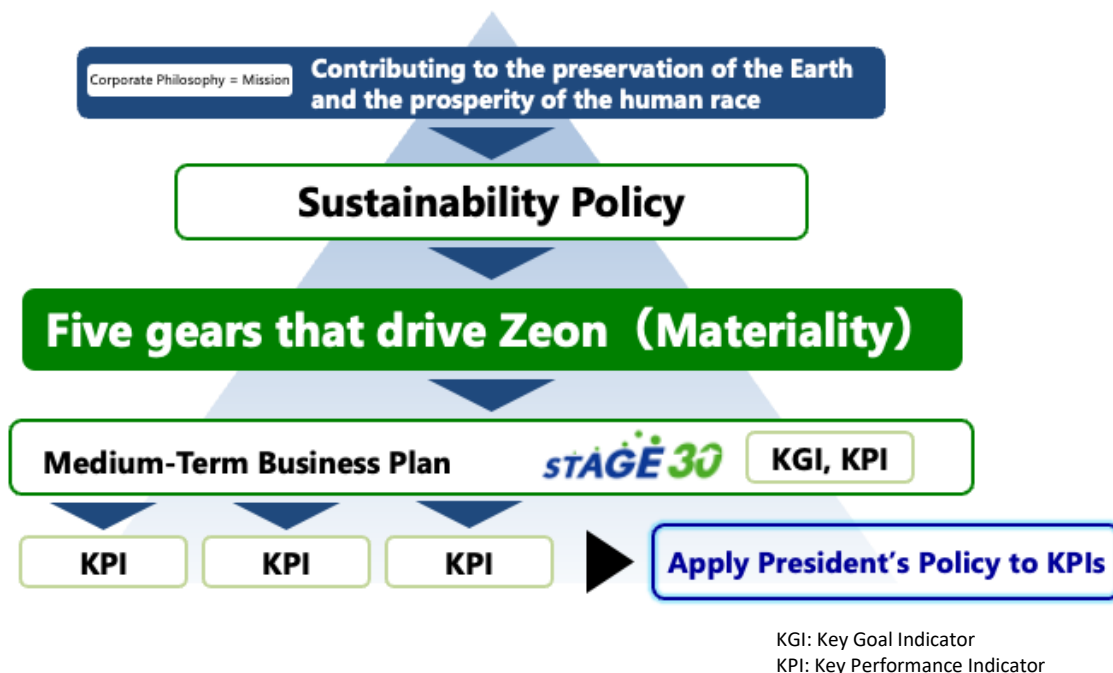 Corporate Philosophy = Mission
Contributing to the preservation of the Earth
and the prosperity of the human race
Sustainability Policy
Five gears that drive Zeon（Materiality）
Medium-Term Business Plan
STAGE 30
KGI, KPI
KPI
KPI
KPI
Apply President’s Policy to KPIs
KGI: Key Goal Indicator
KPI: Key Performance Indicator